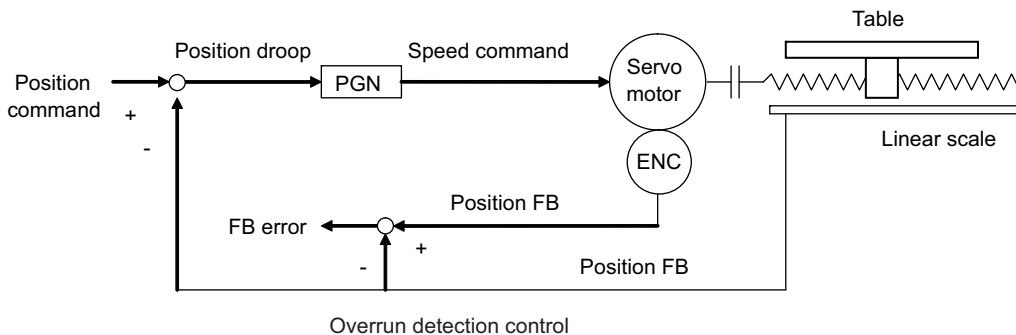 Table
Position droop
Speed command
Servo
motor
Position
command
PGN
+
-
Linear scale
ENC
Position FB
FB error
+
-
Position FB
Overrun detection control